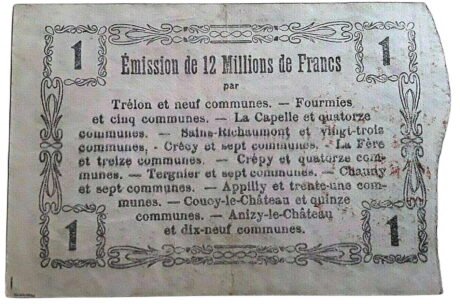 1 1
Émission de 12 Millions de Francs
par
Trélon et neuf communes. — Fourmies
et cinq communes. — La Capelle et quatorze
communes. — Sains-Richaumont et vingt-trois
communes. - Crécy et sept communes. — La Fère
et treize communes. — Crépy et quatorze com-
munes. — Tergnier et sept communes. — Chauny
et sept communes. — Appilly et trente-une com-
munes. — Coucy-le-Château et quinze
communes. — Anizy-le-Château
et dix-neuf communes.
1 1